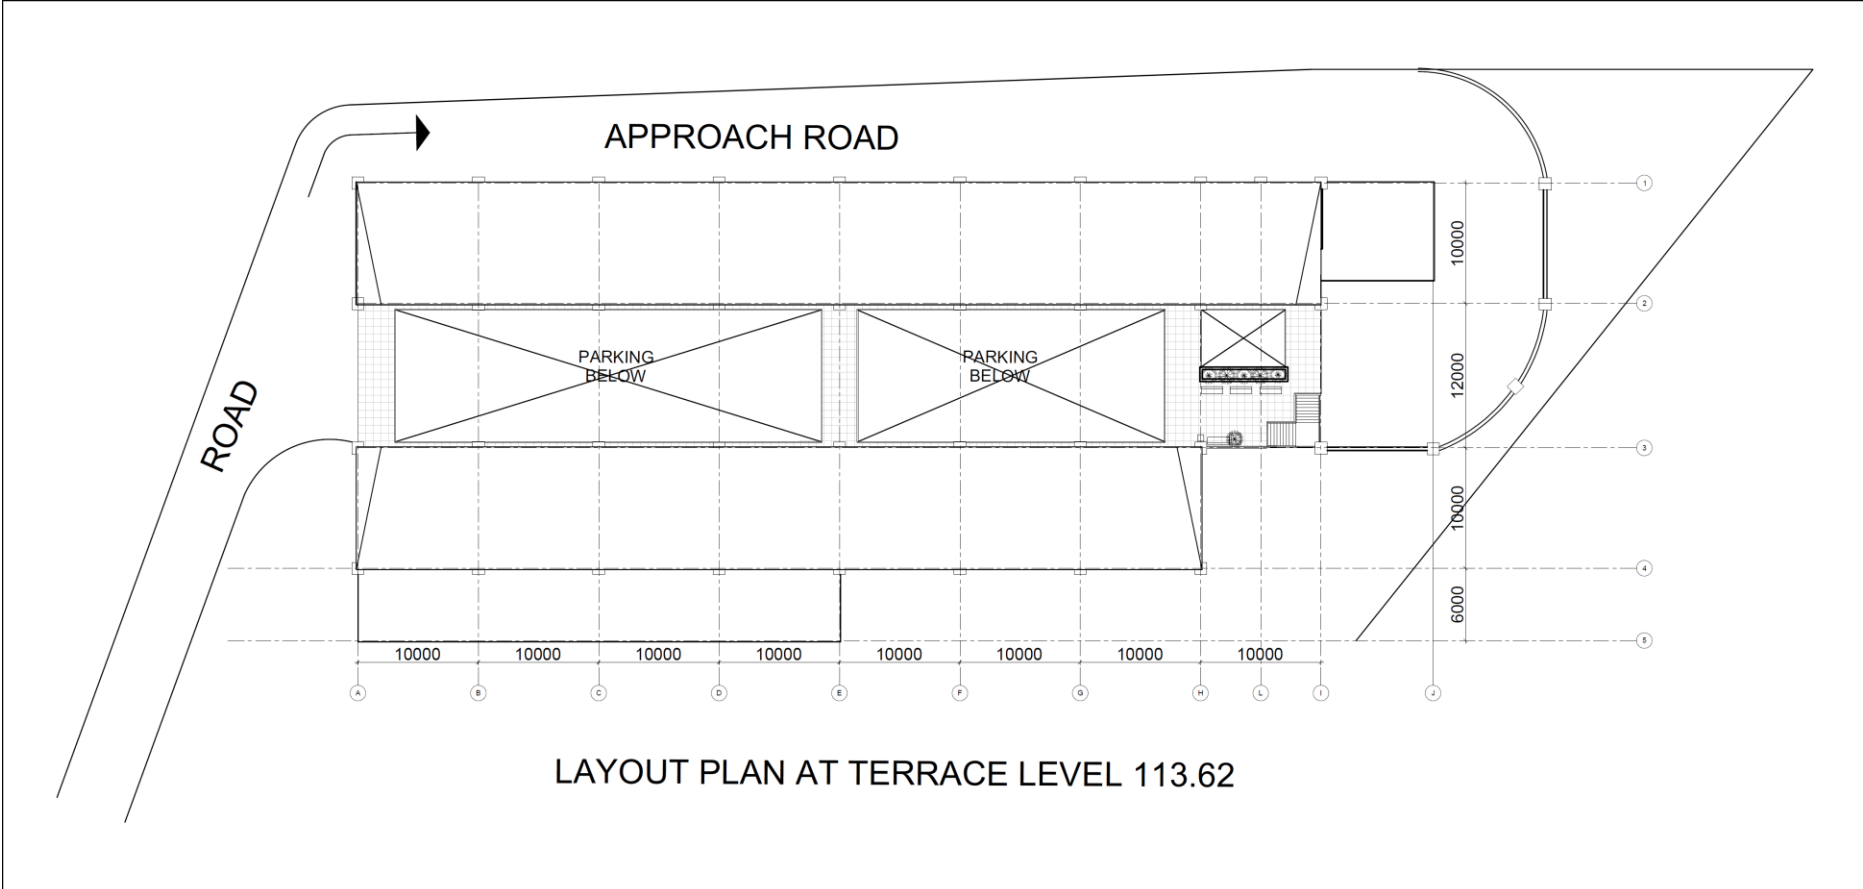 APPROACH ROAD
1
10000
2
PARKING
BELOW
PARKING
BELOW
12000
ROAD
3
10000
4
6000
5
10000 10000 10000 10000 10000 10000 10000 10000
A B C D E F G H L I J
LAYOUT PLAN AT TERRACE LEVEL 113.62